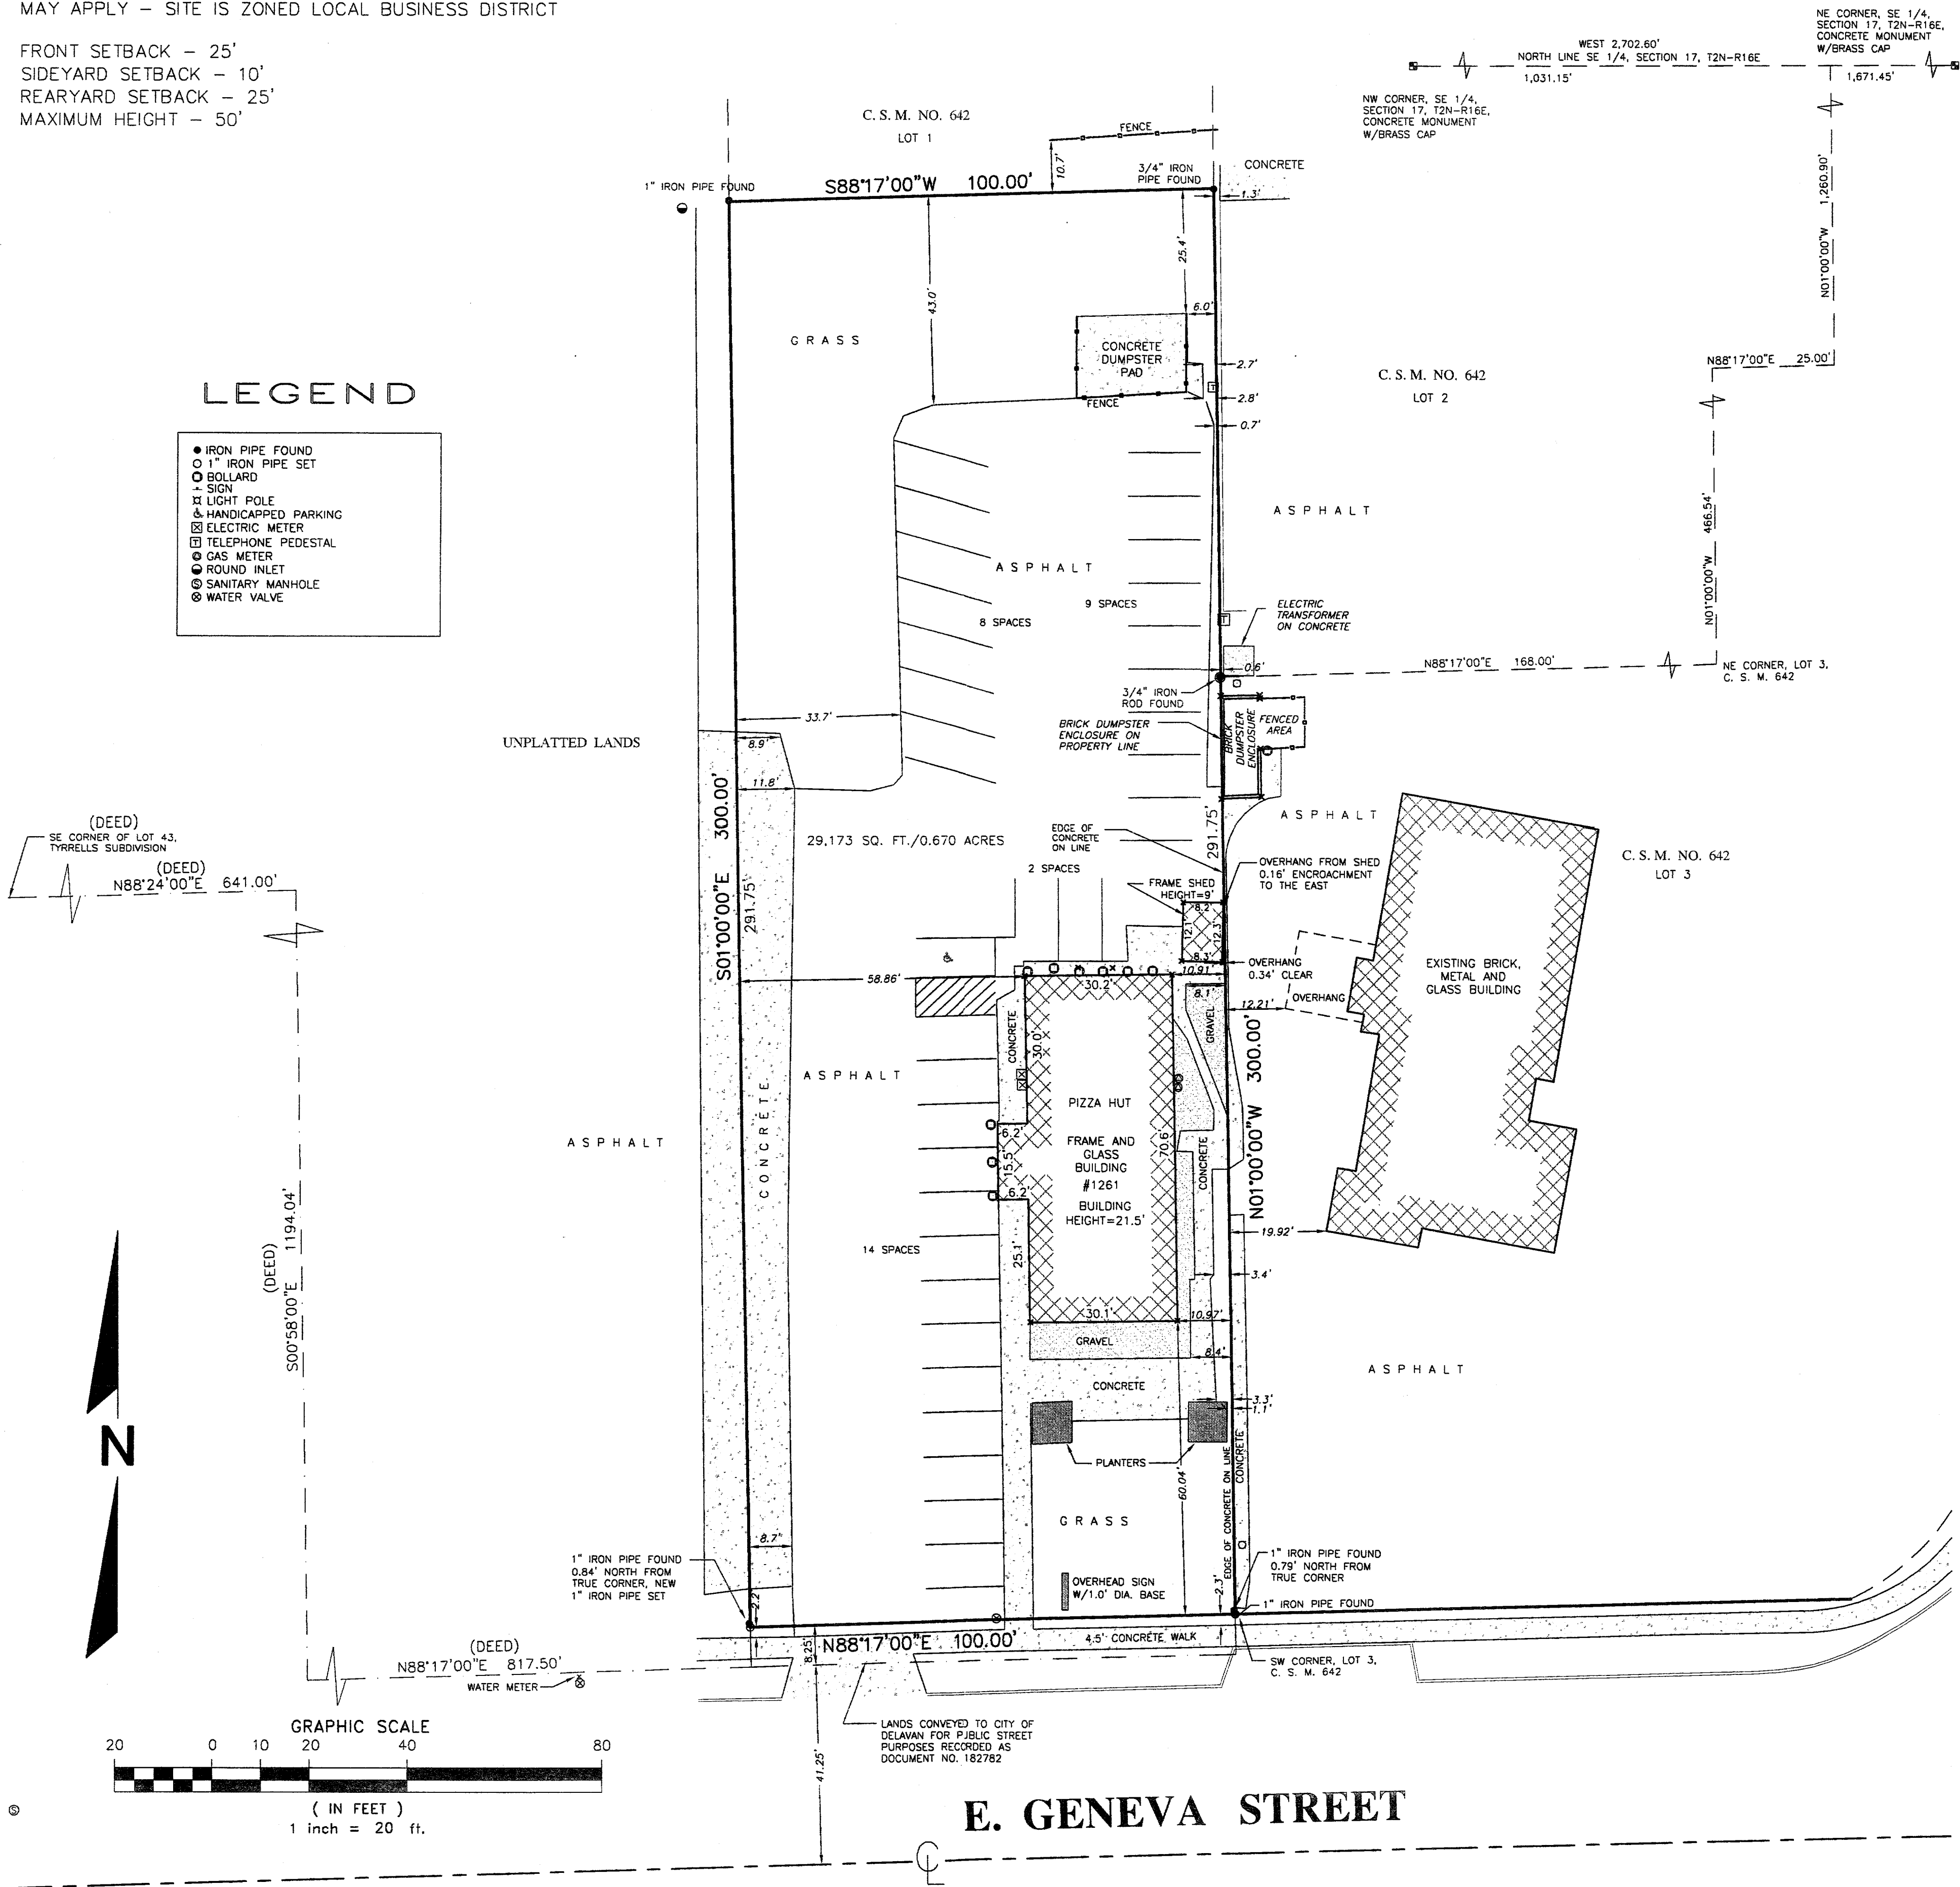 MAY APPLY – SITE IS ZONED LOCAL BUSINESS DISTRICT
FRONT SETBACK – 25'
SIDEYARD SETBACK – 10'
REARYARD SETBACK – 25'
MAXIMUM HEIGHT – 50'
NE CORNER, SE 1/4,
SECTION 17, T2N-R16E,
CONCRETE MONUMENT
W/BRASS CAP
WEST 2,702.60'
NORTH LINE SE 1/4, SECTION 17, T2N-R16E
1,031.15'
1,671.45'
NW CORNER, SE 1/4,
SECTION 17, T2N-R16E,
CONCRETE MONUMENT
W/BRASS CAP
N01°00'00"W 1,260.90'
N88°17'00"E 25.00'
N01°00'00"W 466.54'
N88°17'00"E 168.00'
NE CORNER, LOT 3,
C. S. M. 642
C. S. M. NO. 642
LOT 1
FENCE
10.7'
3/4" IRON
PIPE FOUND
CONCRETE
1" IRON PIPE FOUND
S88°17'00"W 100.00'
1.3'
25.4'
43.0'
6.0'
GRASS
CONCRETE
DUMPSTER
PAD
FENCE
2.7'
T
2.8'
0.7'
C. S. M. NO. 642
LOT 2
LEGEND
IRON PIPE FOUND
1" IRON PIPE SET
BOLLARD
SIGN
LIGHT POLE
HANDICAPPED PARKING
ELECTRIC METER
T TELEPHONE PEDESTAL
GAS METER
ROUND INLET
S SANITARY MANHOLE
WATER VALVE
ASPHALT
ASPHALT
9 SPACES
8 SPACES
T
ELECTRIC
TRANSFORMER
ON CONCRETE
0.6'
3/4" IRON
ROD FOUND
BRICK DUMPSTER
ENCLOSURE ON
PROPERTY LINE
BRICK
DUMPSTER
ENCLOSURE
FENCED
AREA
33.7'
8.9'
11.8'
UNPLATTED LANDS
S01°00'00"E 300.00'
291.75'
29,173 SQ. FT./0.670 ACRES
EDGE OF
CONCRETE
ON LINE
291.75'
ASPHALT
2 SPACES
FRAME SHED
HEIGHT=9'
OVERHANG FROM SHED
0.16' ENCROACHMENT
TO THE EAST
C. S. M. NO. 642
LOT 3
8.2'
12.1'
12.3'
8.3'
OVERHANG
0.34' CLEAR
(DEED)
SE CORNER OF LOT 43,
TYRRELLS SUBDIVISION
(DEED)
N88°24'00"E 641.00'
58.86'
30.2'
10.91'
8.1'
12.21'
OVERHANG
EXISTING BRICK,
METAL AND
GLASS BUILDING
CONCRETE
30.0'
GRAVEL
N01°00'00"W 300.00'
ASPHALT
ASPHALT
CONCRETE
PIZZA HUT
FRAME AND
GLASS
BUILDING
#1261
BUILDING
HEIGHT=21.5'
6.2'
15.5'
6.2'
25.1'
70.6'
CONCRETE
14 SPACES
19.92'
3.4'
30.1'
10.97'
GRAVEL
8.4'
CONCRETE
ASPHALT
3.3'
1.1'
(DEED)
S00°58'00"E 1194.04'
N
PLANTERS
60.04'
EDGE OF CONCRETE ON LINE
CONCRETE
GRASS
8.7'
1" IRON PIPE FOUND
0.84' NORTH FROM
TRUE CORNER, NEW
1" IRON PIPE SET
2.2'
OVERHEAD SIGN
W/1.0' DIA. BASE
2.3'
1" IRON PIPE FOUND
0.79' NORTH FROM
TRUE CORNER
1" IRON PIPE FOUND
N88°17'00"E 100.00'
4.5' CONCRETE WALK
8.25'
SW CORNER, LOT 3,
C. S. M. 642
(DEED)
N88°17'00"E 817.50'
WATER METER
LANDS CONVEYED TO CITY OF
DELAVAN FOR PUBLIC STREET
PURPOSES RECORDED AS
DOCUMENT NO. 182782
41.25'
GRAPHIC SCALE
20 0 10 20 40 80
( IN FEET )
1 inch = 20 ft.
S
E. GENEVA STREET
CL